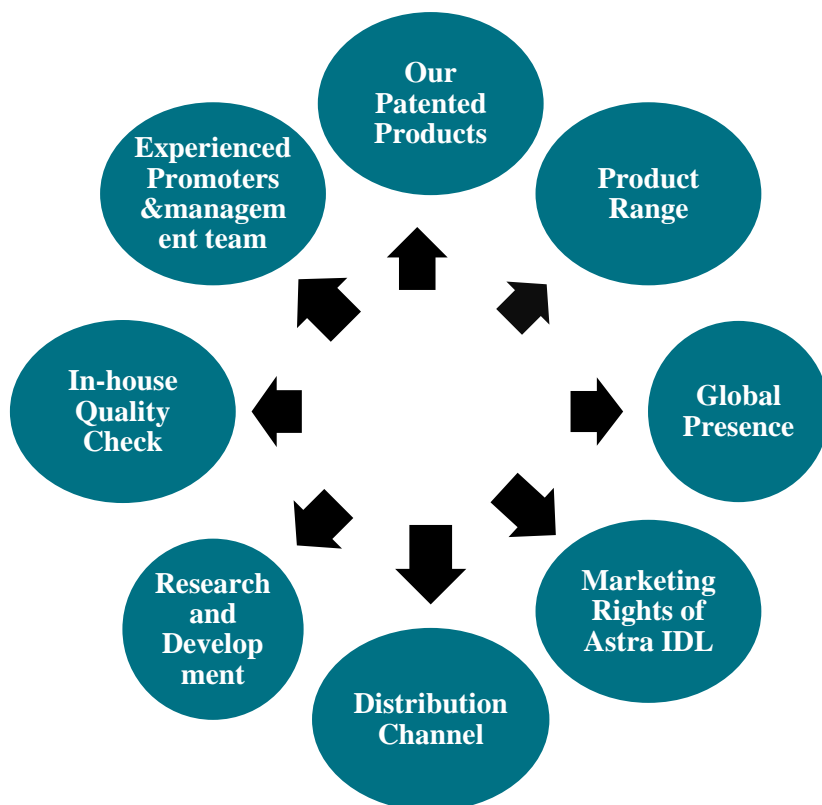 Our
Patented
Products
Product
Range
Global
Presence
Marketing
Rights of
Astra IDL
Distribution
Channel
Research
and
Develop
ment
In-house
Quality
Check
Experienced
Promoters
&managem
ent team